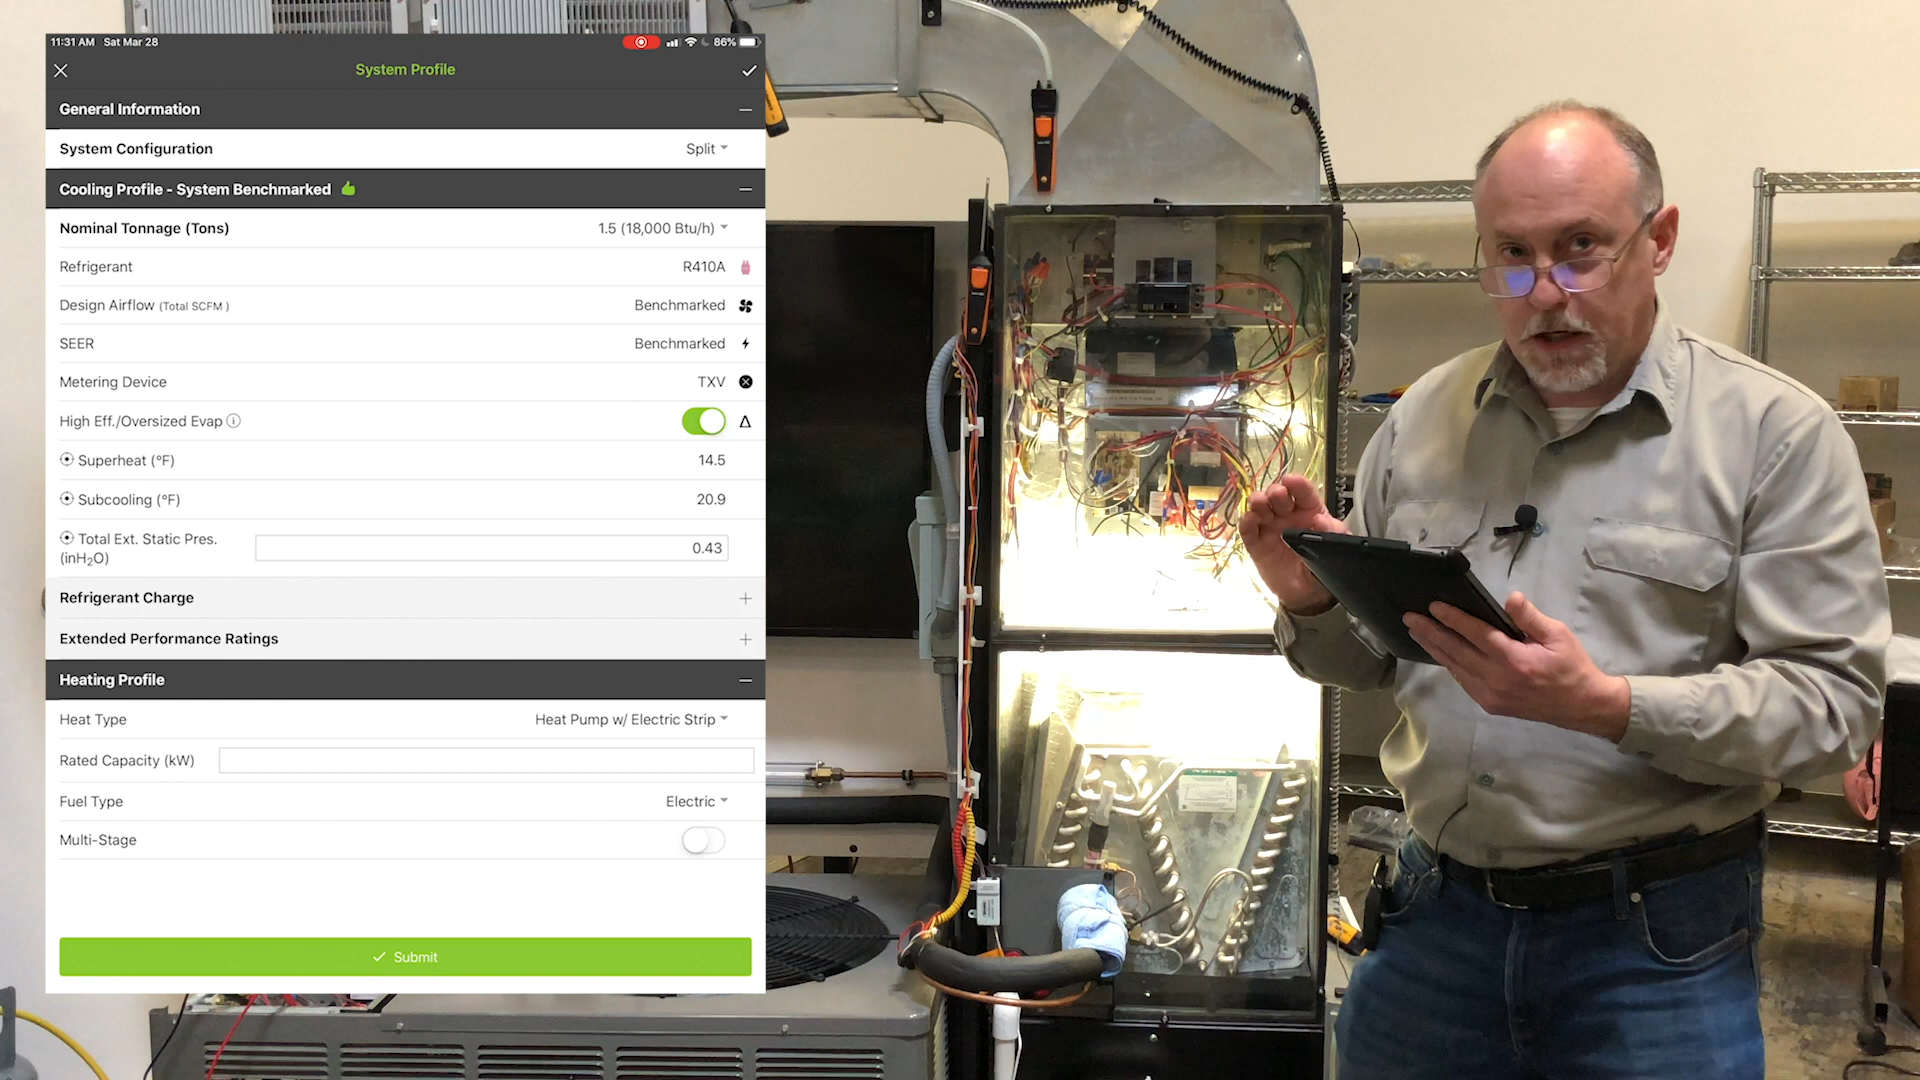 11:31 AM Sat Mar 28 86%
System Profile
General Information
System Configuration Split
Cooling Profile - System Benchmarked
Nominal Tonnage (Tons) 1.5 (18,000 Btu/h)
Refrigerant R410A
Design Airflow (Total SCFM ) Benchmarked
SEER Benchmarked
Metering Device TXV
High Eff./Oversized Evap
Superheat (ºF) 14.5
Subcooling (ºF) 20.9
Total Ext. Static Pres.
(inH₂O) 0.43
Refrigerant Charge
Extended Performance Ratings
Heating Profile
Heat Type Heat Pump w/ Electric Strip
Rated Capacity (kW)
Fuel Type Electric
Multi-Stage
Submit